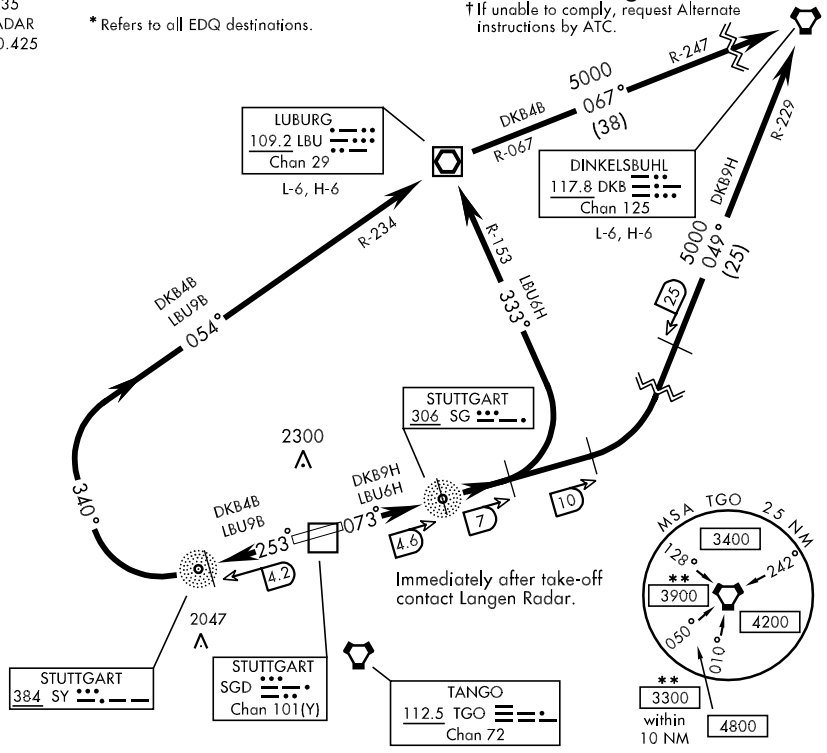 35
ADAR
0.425
* Refers to all EDQ destinations.
† If unable to comply, request Alternate
instructions by ATC.
LUBURG
109.2 LBU
Chan 29
L-6, H-6
DKB4B
R-067
5000
067°
(38)
R-247
DINKELSBUHL
117.8 DKB
Chan 125
L-6, H-6
R-229
DKB9H
5000
049°
(25)
25
R-234
DKB4B
LBU9B
054°
R-153
LBU6H
333°
STUTTGART
306 SG
2300
340°
DKB4B
LBU9B
253°
DKB9H
LBU6H
073°
4.2
4.6
7
10
Immediately after take-off
contact Langen Radar.
2047
STUTTGART
384 SY
STUTTGART
SGD
Chan 101(Y)
TANGO
112.5 TGO
Chan 72
MSA TGO 25 NM
3400
128°
242°
**
3900
4200
050°
010°
**
3300
within
10 NM
4800